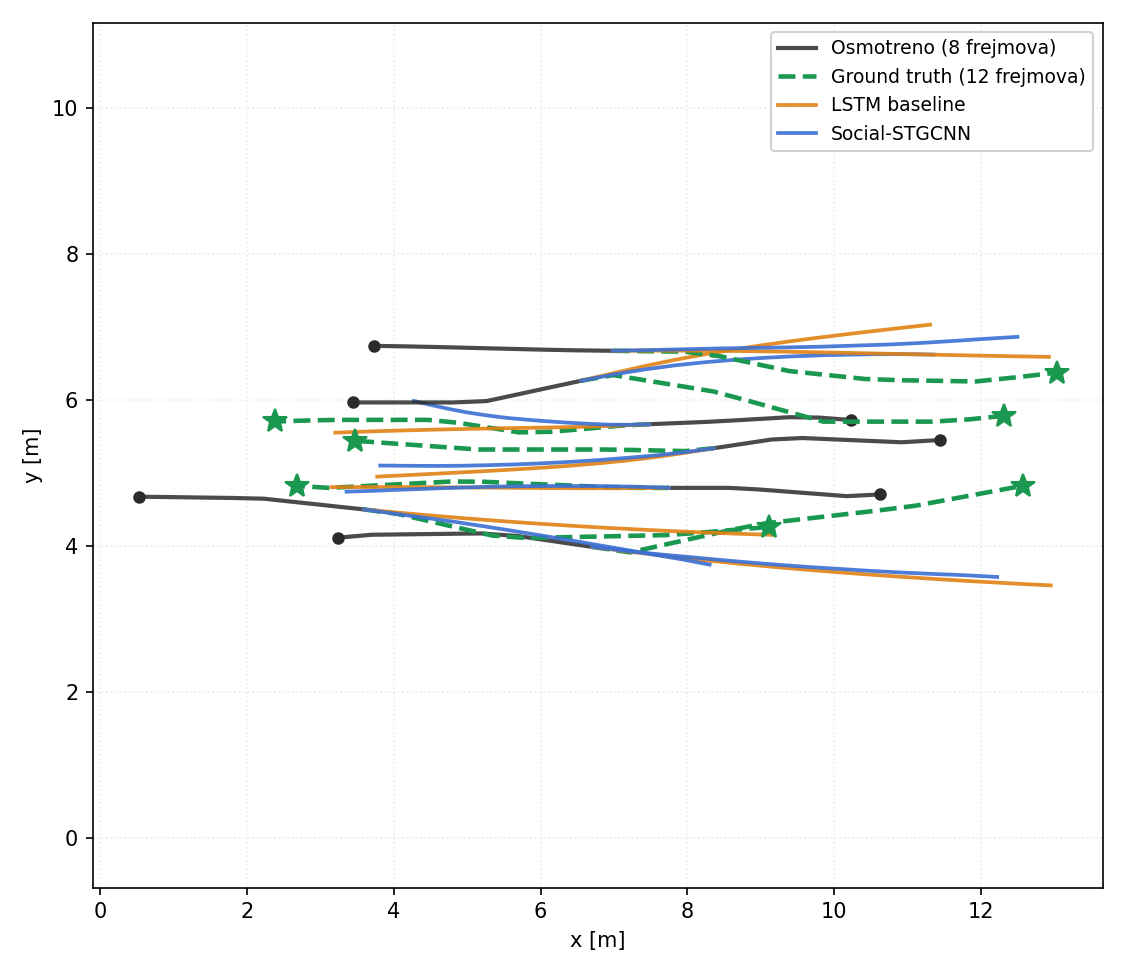 Osmotreno (8 frejmova)
Ground truth (12 frejmova)
LSTM baseline
Social-STGCNN
10
8
6
4
2
0
y [m]
0 2 4 6 8 10 12
x [m]